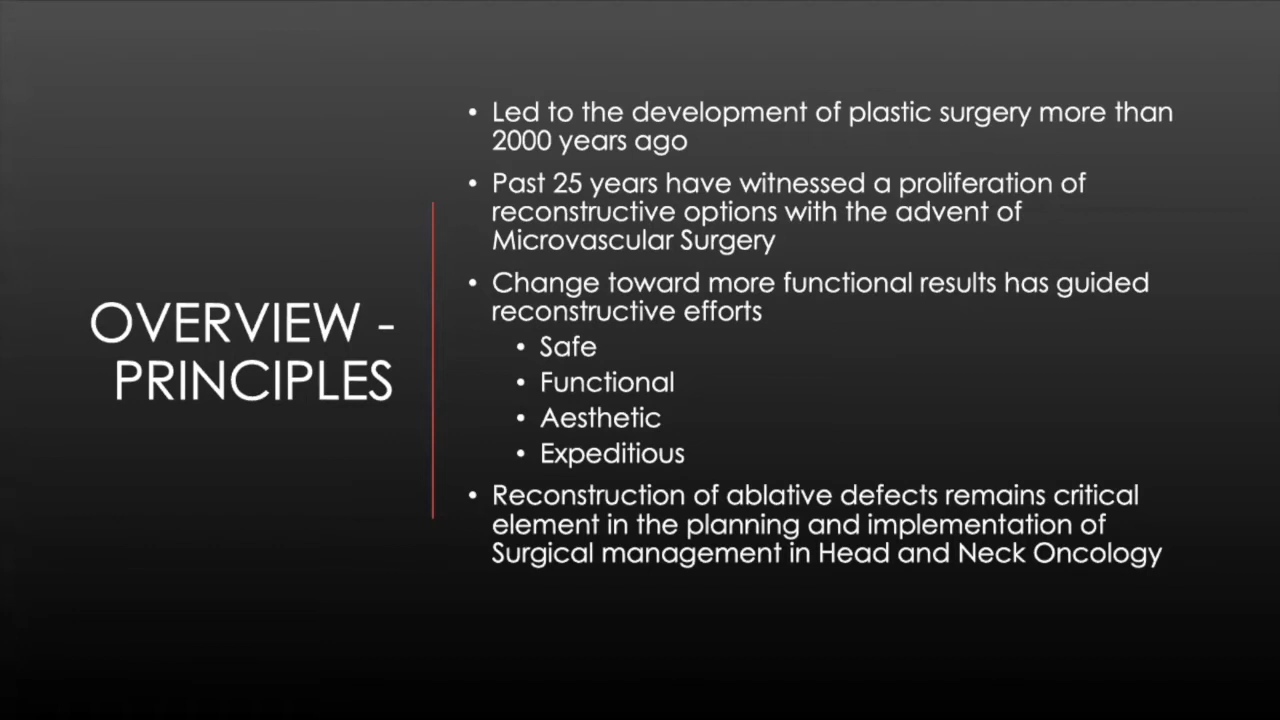 OVERVIEW -
PRINCIPLES
• Led to the development of plastic surgery more than
2000 years ago
• Past 25 years have witnessed a proliferation of
reconstructive options with the advent of
Microvascular Surgery
• Change toward more functional results has guided
reconstructive efforts
• Safe
• Functional
• Aesthetic
• Expeditious
• Reconstruction of ablative defects remains critical
element in the planning and implementation of
Surgical management in Head and Neck Oncology